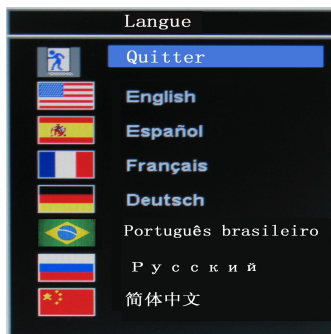 Langue
Quitter
English
Español
Français
Deutsch
Português brasileiro
Русский
简体中文